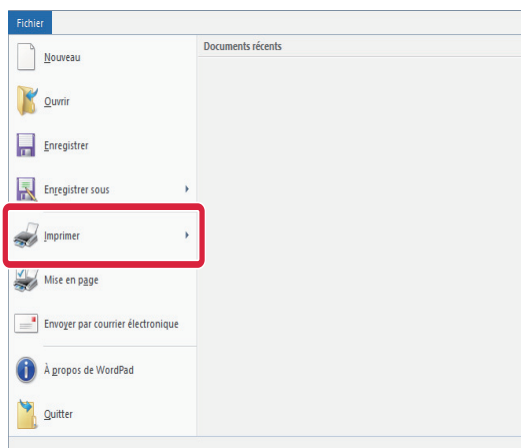 Fichier
Documents récents
Nouveau
Ouvrir
Enregistrer
Enregistrer sous
Imprimer
Mise en page
Envoyer par courrier électronique
À propos de WordPad
Quitter